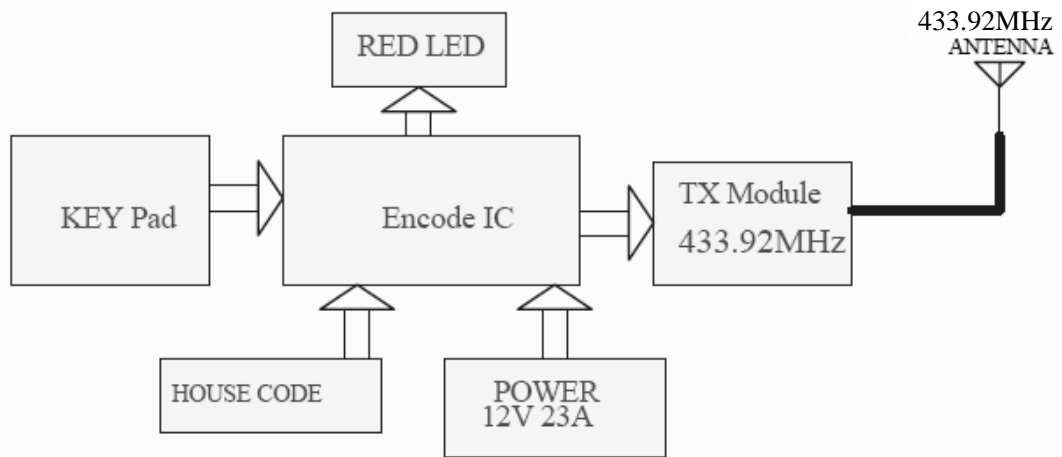 433.92MHz
ANTENNA
RED LED
KEY Pad
Encode IC
TX Module
433.92MHz
HOUSE CODE
POWER
12V 23A